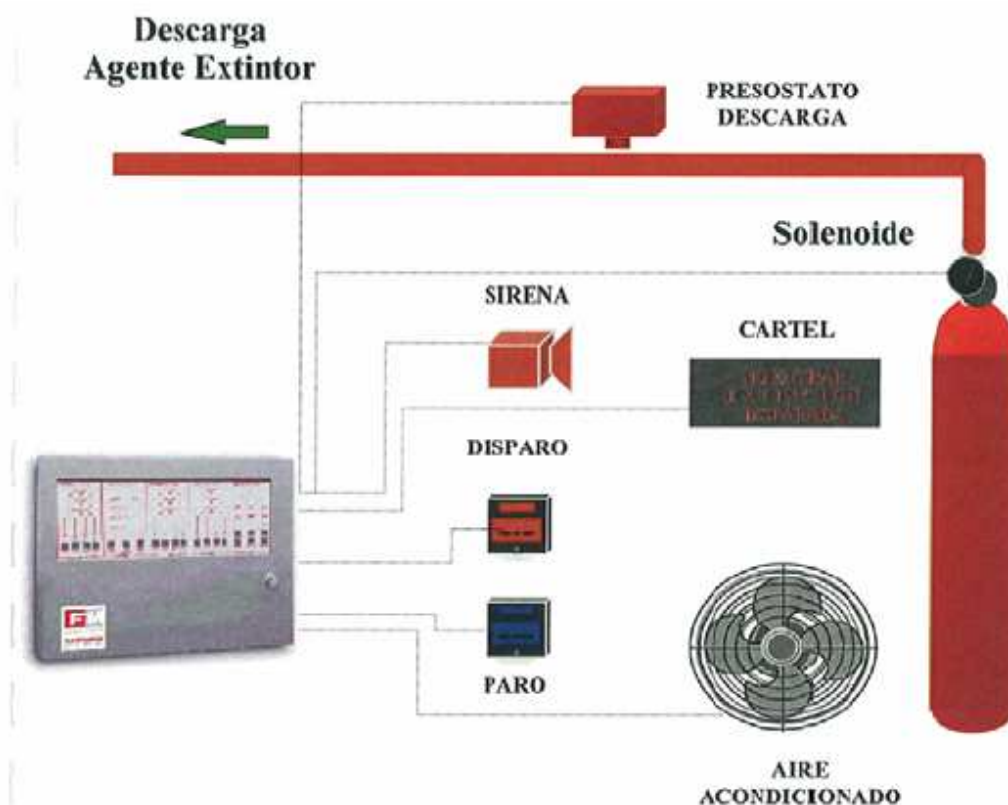 Descarga
Agente Extintor
PRESOSTATO
DESCARGA
Solenoide
SIRENA
CARTEL
DISPARO
PARO
AIRE
ACONDICIONADO